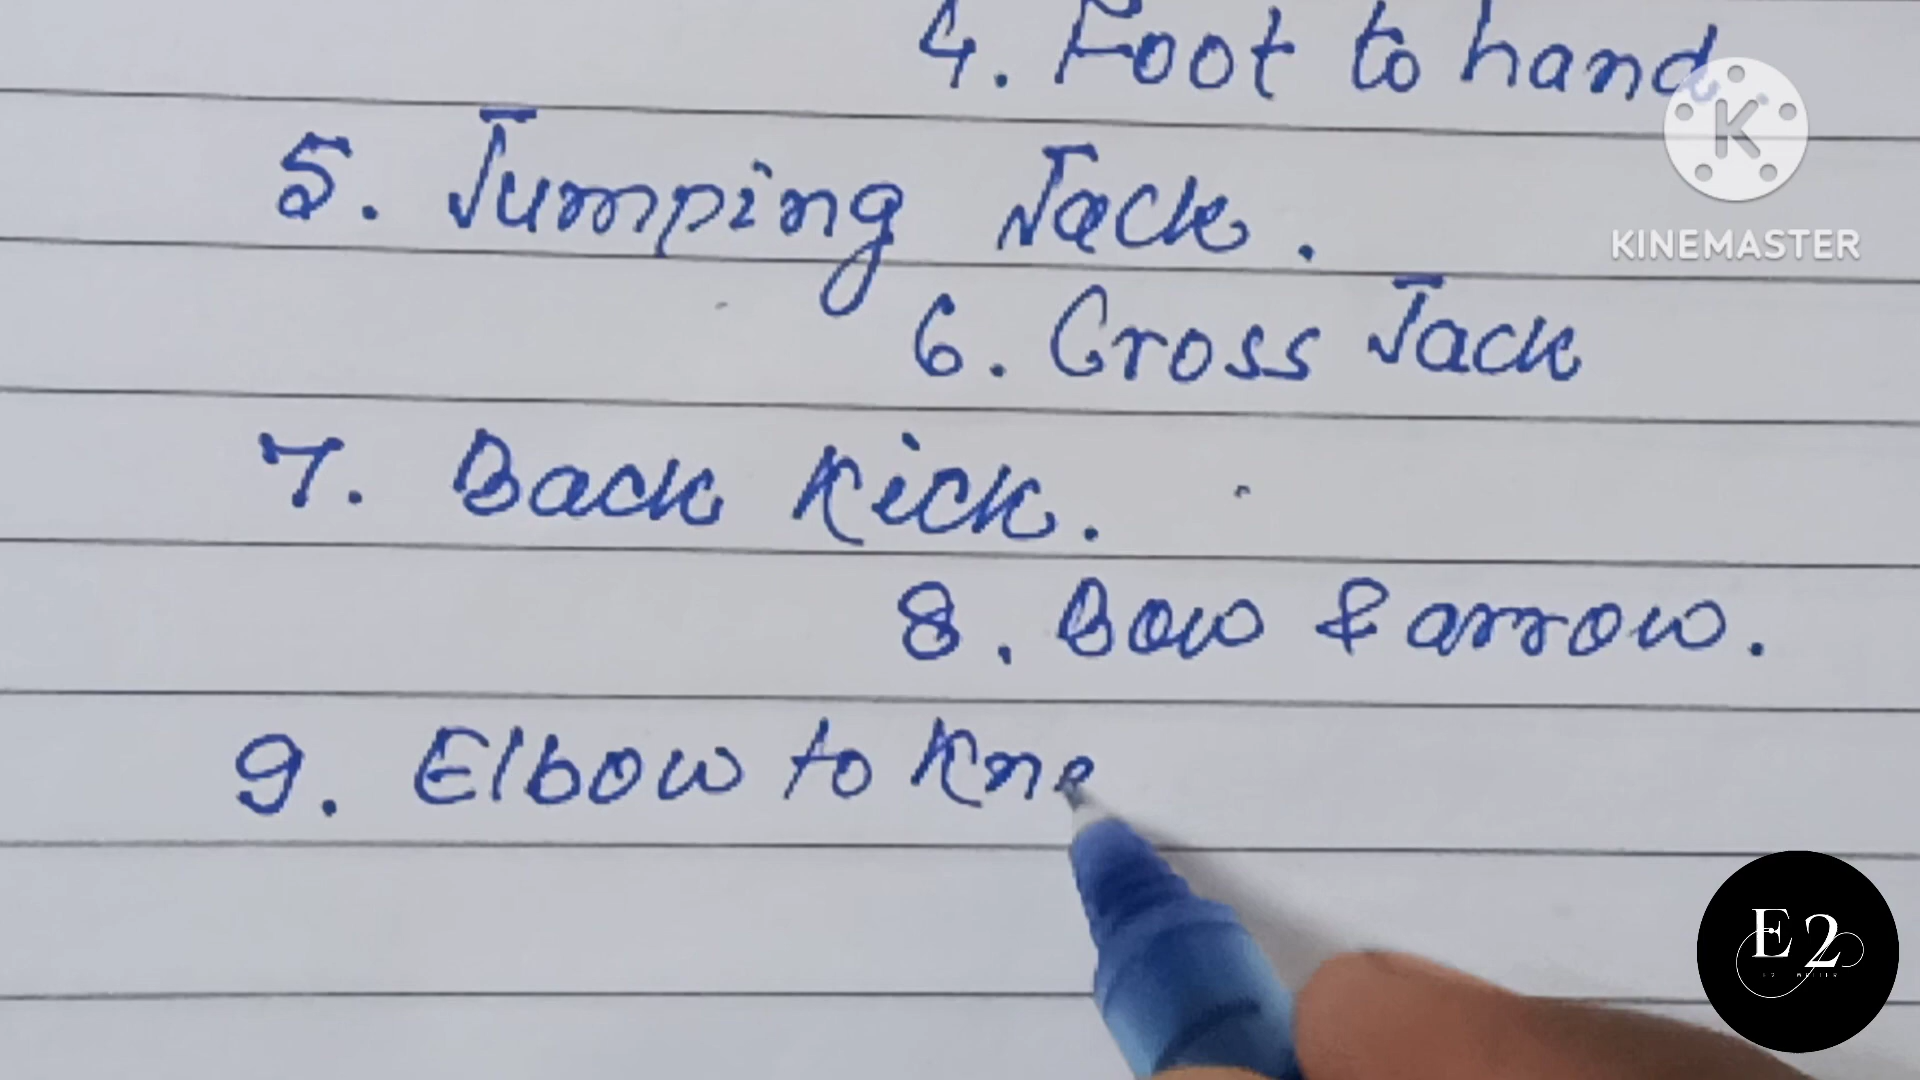 4. Foot to hand.
5. Jumping Jack.
6. Cross Jack
7. Back Kick.
8. Bow & arrow.
9. Elbow to Kne
KINEMASTER
E2